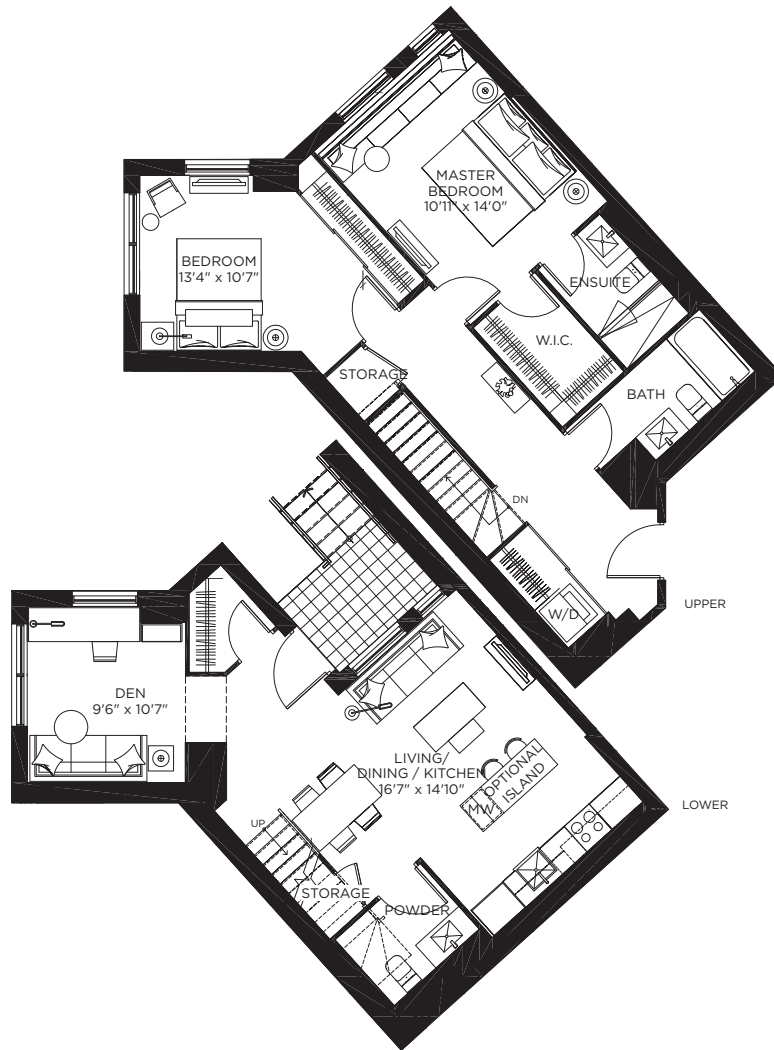 MASTER
BEDROOM
10'11" x 14'0"
BEDROOM
13'4" x 10'7"
ENSUITE
W.I.C.
STORAGE
BATH
DN
W/D
UPPER
DEN
9'6" x 10'7"
LIVING/
DINING / KITCHEN
16'7" x 14'10"
OPTIONAL
ISLAND
MW
LOWER
UP
STORAGE
POWDER